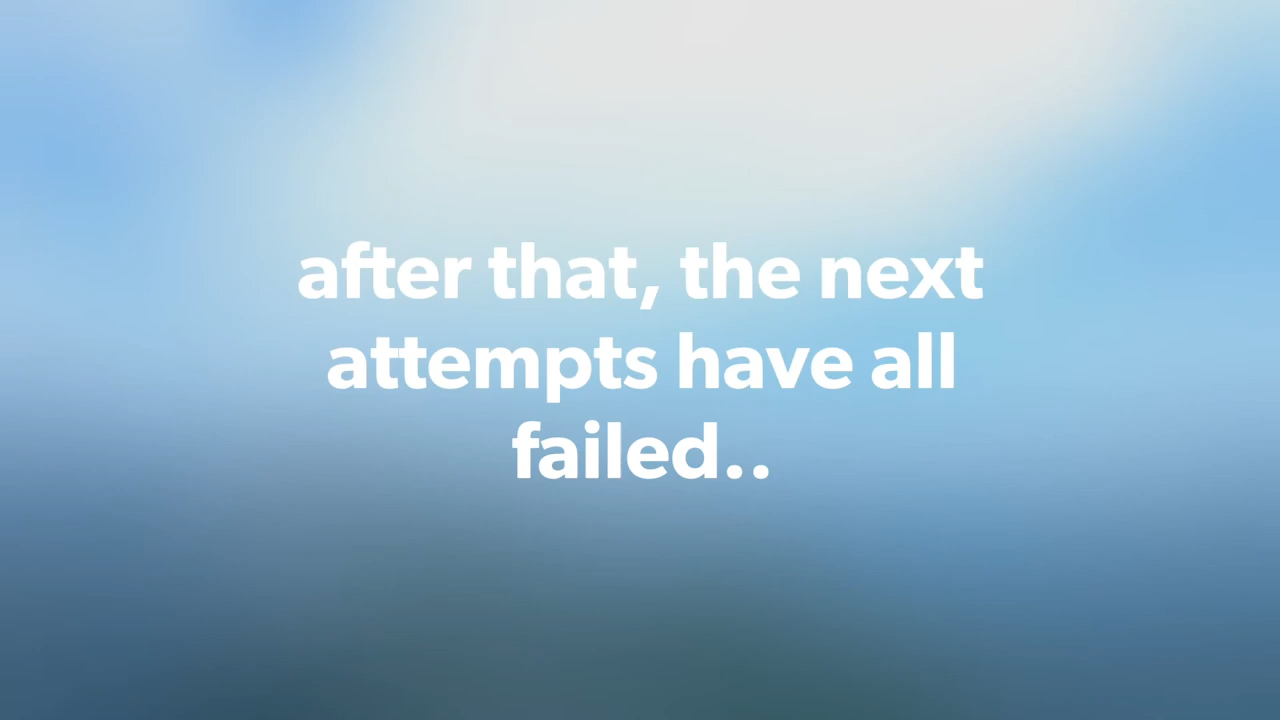 after that, the next
attempts have all
failed..